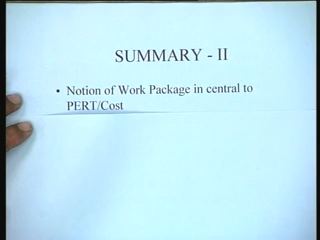 SUMMARY - II
• Notion of Work Package in central to
PERT/Cost